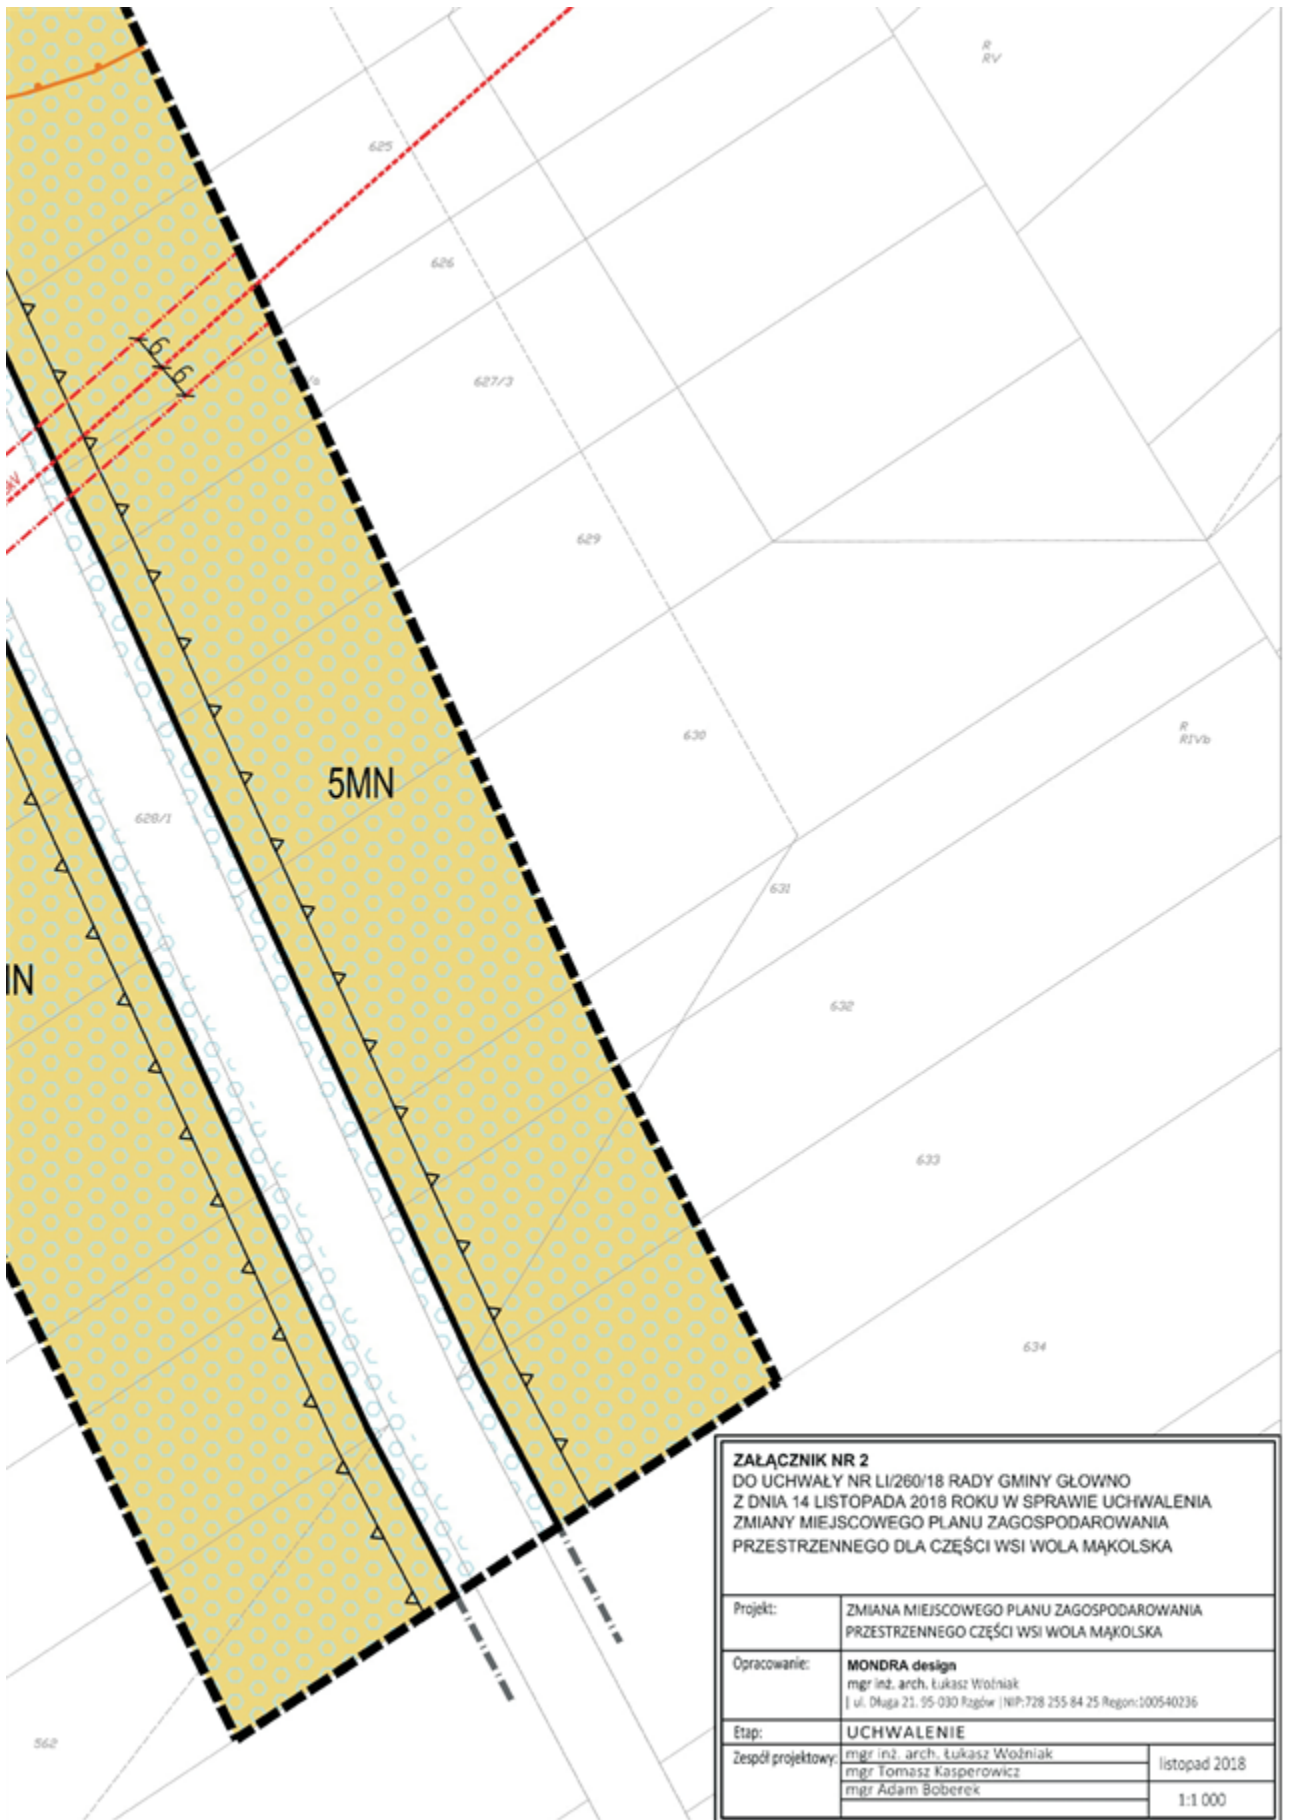 R
RV
625
626
6
6
627/3
629
630
R
RIVb
5MN
628/1
631
632
633
634
562
ZAŁĄCZNIK NR 2
DO UCHWAŁY NR LI/260/18 RADY GMINY GŁOWNO
Z DNIA 14 LISTOPADA 2018 ROKU W SPRAWIE UCHWALENIA
ZMIANY MIEJSCOWEGO PLANU ZAGOSPODAROWANIA
PRZESTRZENNEGO DLA CZĘŚCI WSI WOLA MĄKOLSKA
Projekt:
ZMIANA MIEJSCOWEGO PLANU ZAGOSPODAROWANIA
PRZESTRZENNEGO CZĘŚCI WSI WOLA MĄKOLSKA
Opracowanie:
MONDRA design
mgr inż. arch. Łukasz Woźniak
| ul. Długa 21, 95-030 Rzgów | NIP:728 255 84 25 Regon:100540236
Etap:
UCHWALENIE
Zespół projektowy:
mgr inż. arch. Łukasz Woźniak
mgr Tomasz Kasperowicz
mgr Adam Boberek
listopad 2018
1:1 000